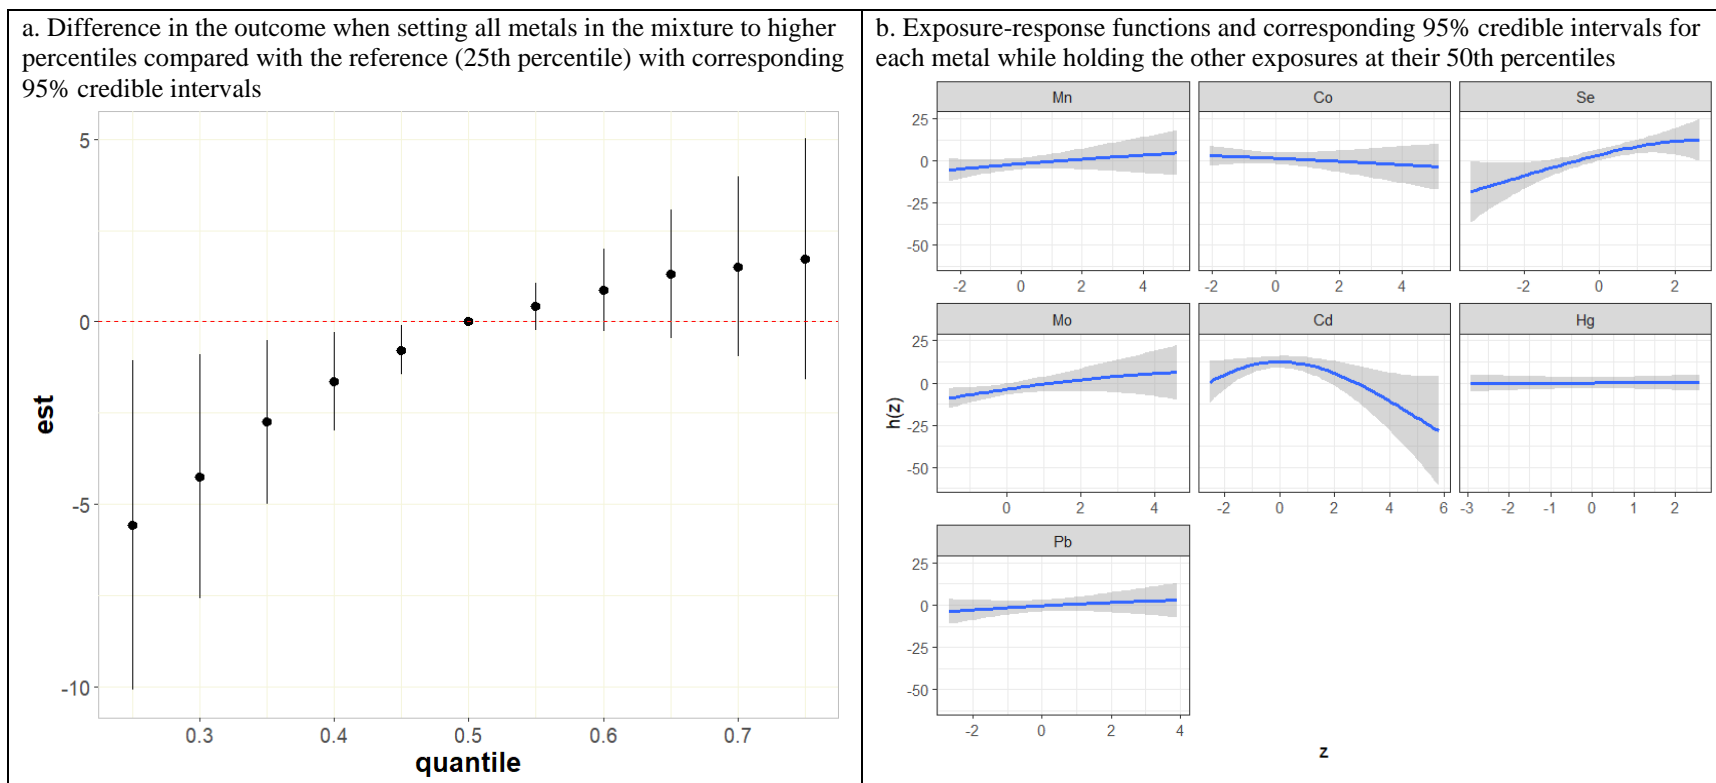 a. Difference in the outcome when setting all metals in the mixture to higher
percentiles compared with the reference (25th percentile) with corresponding
95% credible intervals
5
0
-5
-10
est
0.3 0.4 0.5 0.6 0.7
quantile
b. Exposure-response functions and corresponding 95% credible intervals for
each metal while holding the other exposures at their 50th percentiles
Mn Co Se
25
0
-25
-50
-2 0 2 4 -2 0 2 4 -2 0 2
Mo Cd Hg
25
0
-25
-50
h(z)
0 2 4 -2 0 2 4 6 -3 -2 -1 0 1 2
Pb
25
0
-25
-50
-2 0 2 4
z